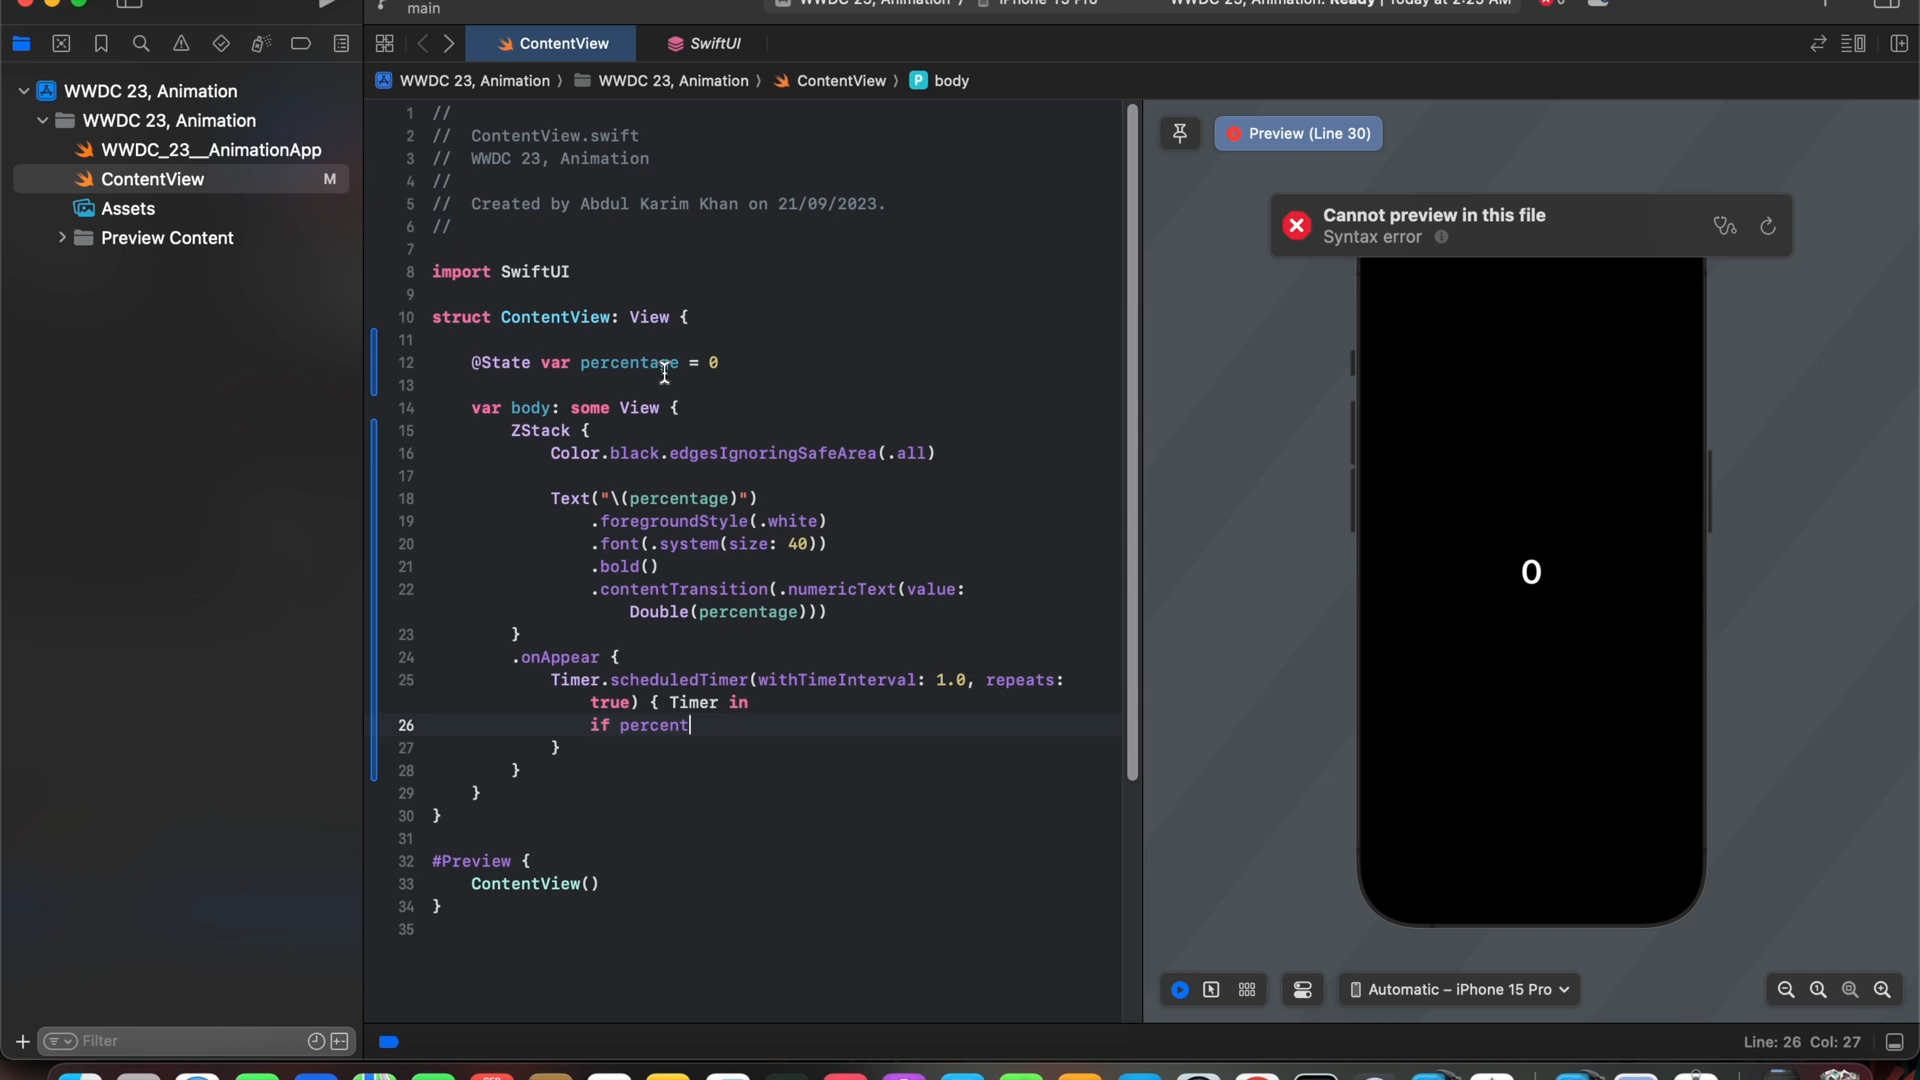 main
ContentView
SwiftUI
WWDC 23, Animation
WWDC 23, Animation
ContentView
body
WWDC 23, Animation
WWDC 23, Animation
WWDC_23__AnimationApp
ContentView
M
Assets
Preview Content
1 //
2 // ContentView.swift
3 // WWDC 23, Animation
4 //
5 // Created by Abdul Karim Khan on 21/09/2023.
6 //
7
8 import SwiftUI
9
10 struct ContentView: View {
11
12 @State var percentage = 0
13
14 var body: some View {
15 ZStack {
16 Color.black.edgesIgnoringSafeArea(.all)
17
18 Text("\(percentage)")
19 .foregroundStyle(.white)
20 .font(.system(size: 40))
21 .bold()
22 .contentTransition(.numericText(value:
Double(percentage)))
23 }
24 .onAppear {
25 Timer.scheduledTimer(withTimeInterval: 1.0, repeats:
true) { Timer in
26 if percent
27 }
28 }
29 }
30 }
31
32 #Preview {
33 ContentView()
34 }
35
Preview (Line 30)
Cannot preview in this file
Syntax error
0
Automatic – iPhone 15 Pro
Filter
Line: 26 Col: 27